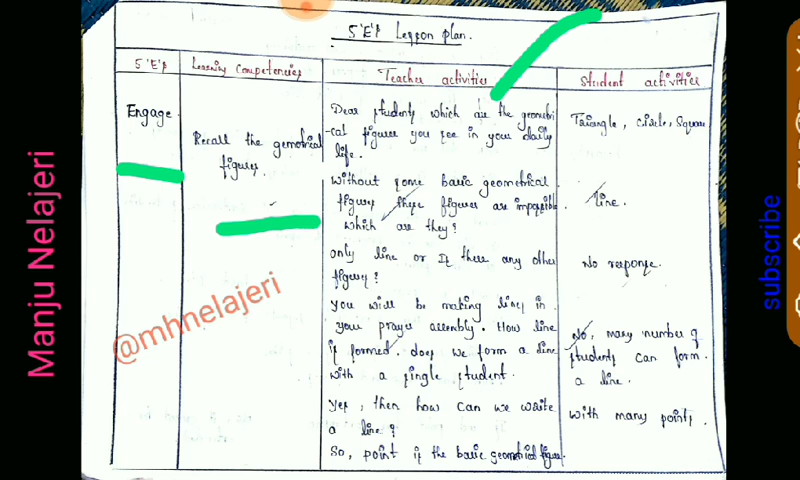 5 'E's Lesson plan.
5 'E's
Learning Competencies
Teacher activities
Student activities
Engage
Recall the gemotrical
figures.
Dear students which are the geometri
-cal figures you see in your daily
life.
Triangle, Circle, Square
Without some basic geometrical
figures these figures are impossible.
Which are they?
line.
Only line or Is there any other
figures?
No response.
You will be making lines in
your prayer assembly. How line
is formed. does we form a line
with a single student.
No, many number of
students can form
a line.
Yes, then how can we write
a line?
With many points.
So, point is the basic geometrical figure.
Manju Nelajeri
@mhnelajeri
subscribe